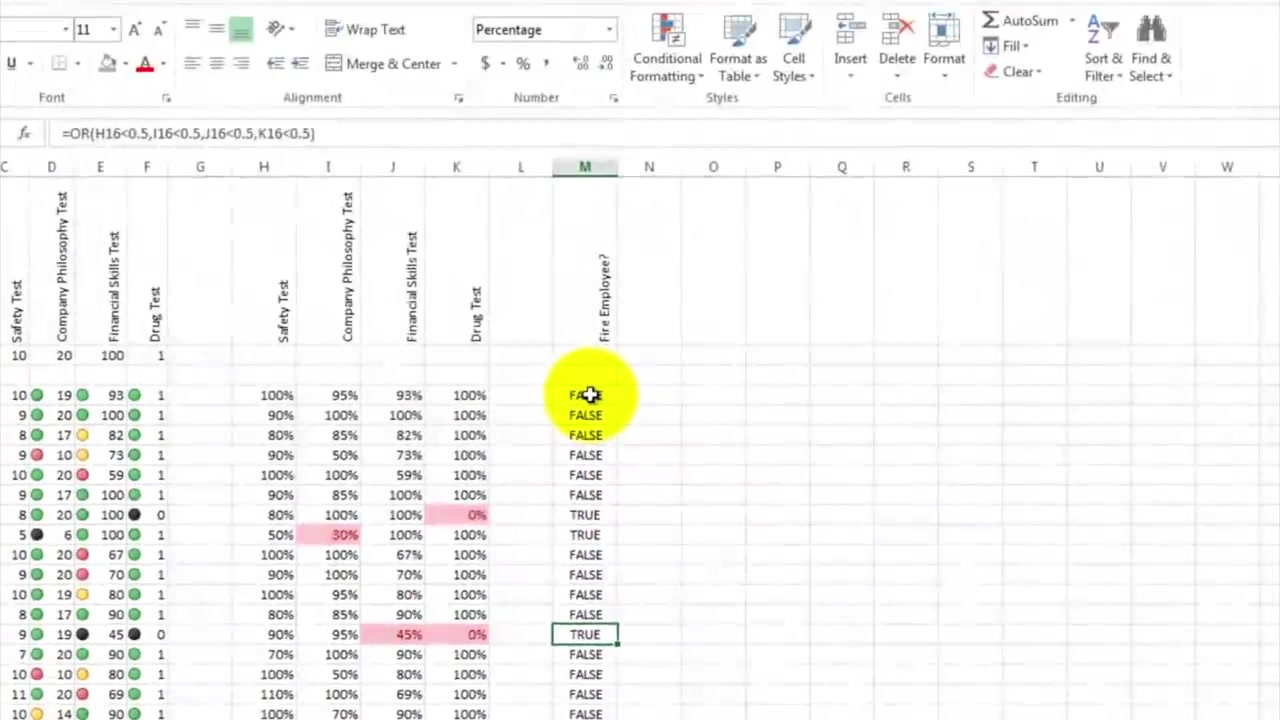 11 A A Wrap Text Percentage Conditional Formatting Format as Table Cell Styles Insert Delete Format AutoSum Sort & Filter Find & Select
U A Merge & Center $ % , Fill
Clear
Font Alignment Number Styles Cells Editing
fx =OR(H16<0.5,I16<0.5,J16<0.5,K16<0.5)
C D E F G H I J K L M N O P Q R S T U V W
Safety Test Company Philosophy Test Financial Skills Test Drug Test Safety Test Company Philosophy Test Financial Skills Test Drug Test Fire Employee?
10 20 100 1
10 19 93 1 100% 95% 93% 100% FALSE
9 20 100 1 90% 100% 100% 100% FALSE
8 17 82 1 80% 85% 82% 100% FALSE
9 10 73 1 90% 50% 73% 100% FALSE
10 20 59 1 100% 100% 59% 100% FALSE
9 17 100 1 90% 85% 100% 100% FALSE
8 20 100 0 80% 100% 100% 0% TRUE
5 6 100 1 50% 30% 100% 100% TRUE
10 20 67 1 100% 100% 67% 100% FALSE
9 20 70 1 90% 100% 70% 100% FALSE
10 19 80 1 100% 95% 80% 100% FALSE
8 17 90 1 80% 85% 90% 100% FALSE
9 19 45 0 90% 95% 45% 0% TRUE
7 20 90 1 70% 100% 90% 100% FALSE
10 10 80 1 100% 50% 80% 100% FALSE
11 20 69 1 110% 100% 69% 100% FALSE
10 14 90 1 100% 70% 90% 100% FALSE